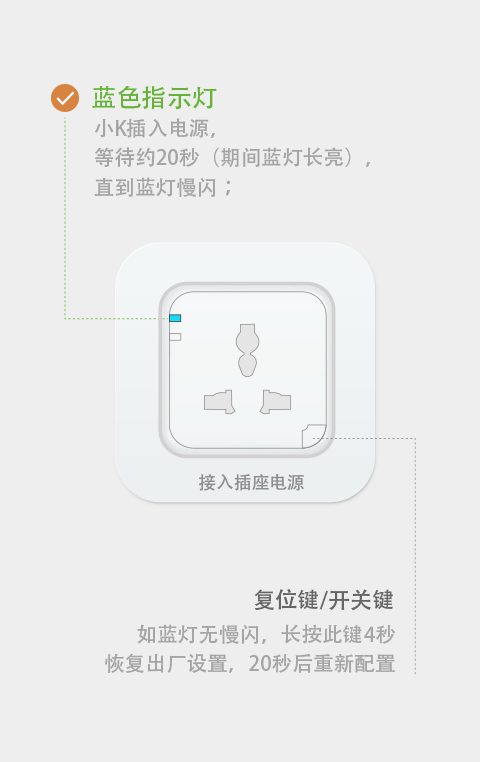 蓝色指示灯
小K插入电源，
等待约20秒（期间蓝灯长亮），
直到蓝灯慢闪；
接入插座电源
复位键/开关键
如蓝灯无慢闪，长按此键4秒
恢复出厂设置，20秒后重新配置